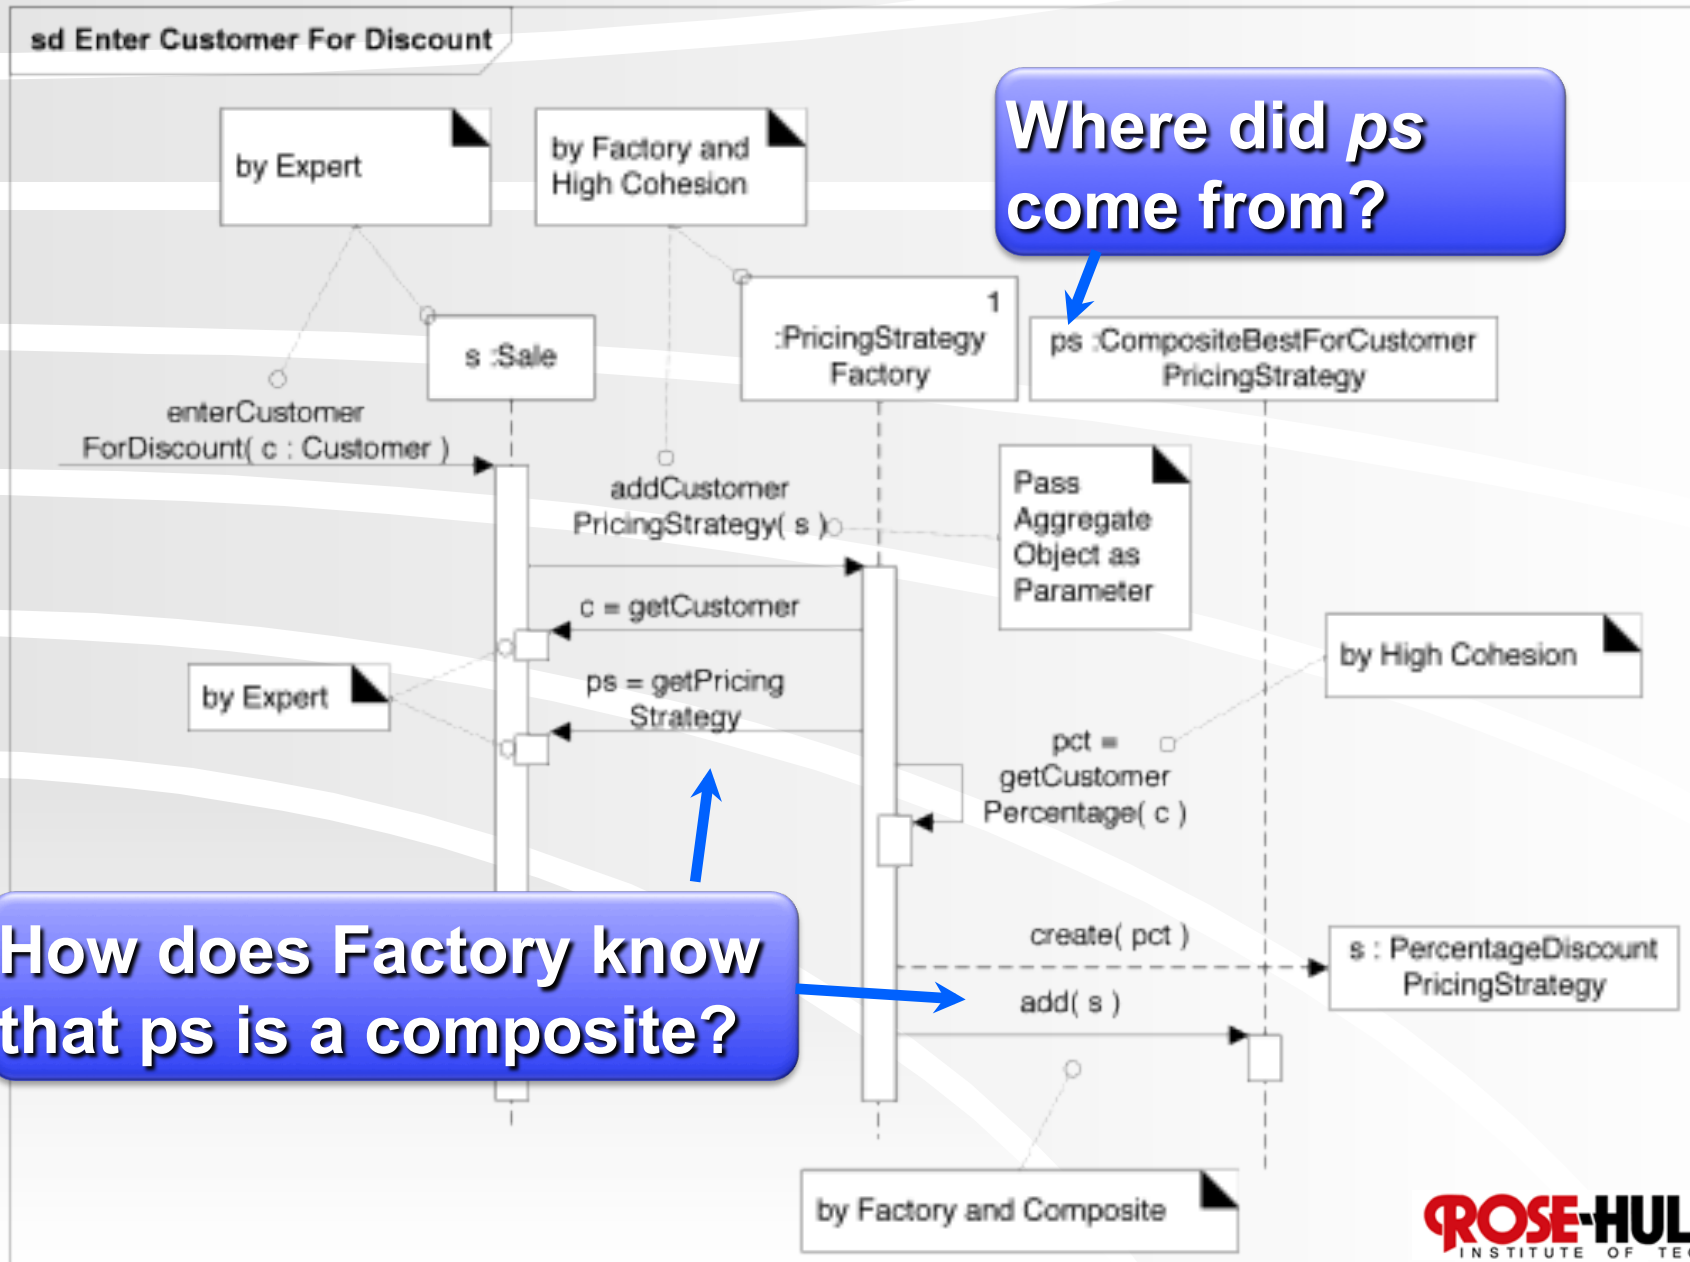 sd Enter Customer For Discount
by Expert
by Factory and
High Cohesion
Where did ps
come from?
1
:PricingStrategy
Factory
ps :CompositeBestForCustomer
PricingStrategy
s :Sale
enterCustomer
ForDiscount( c : Customer )
addCustomer
PricingStrategy( s )
Pass
Aggregate
Object as
Parameter
c = getCustomer
by High Cohesion
by Expert
ps = getPricing
Strategy
pct =
getCustomer
Percentage( c )
How does Factory know
that ps is a composite?
create( pct )
s : PercentageDiscount
PricingStrategy
add( s )
by Factory and Composite
ROSE-HUL
INSTITUTE OF TE